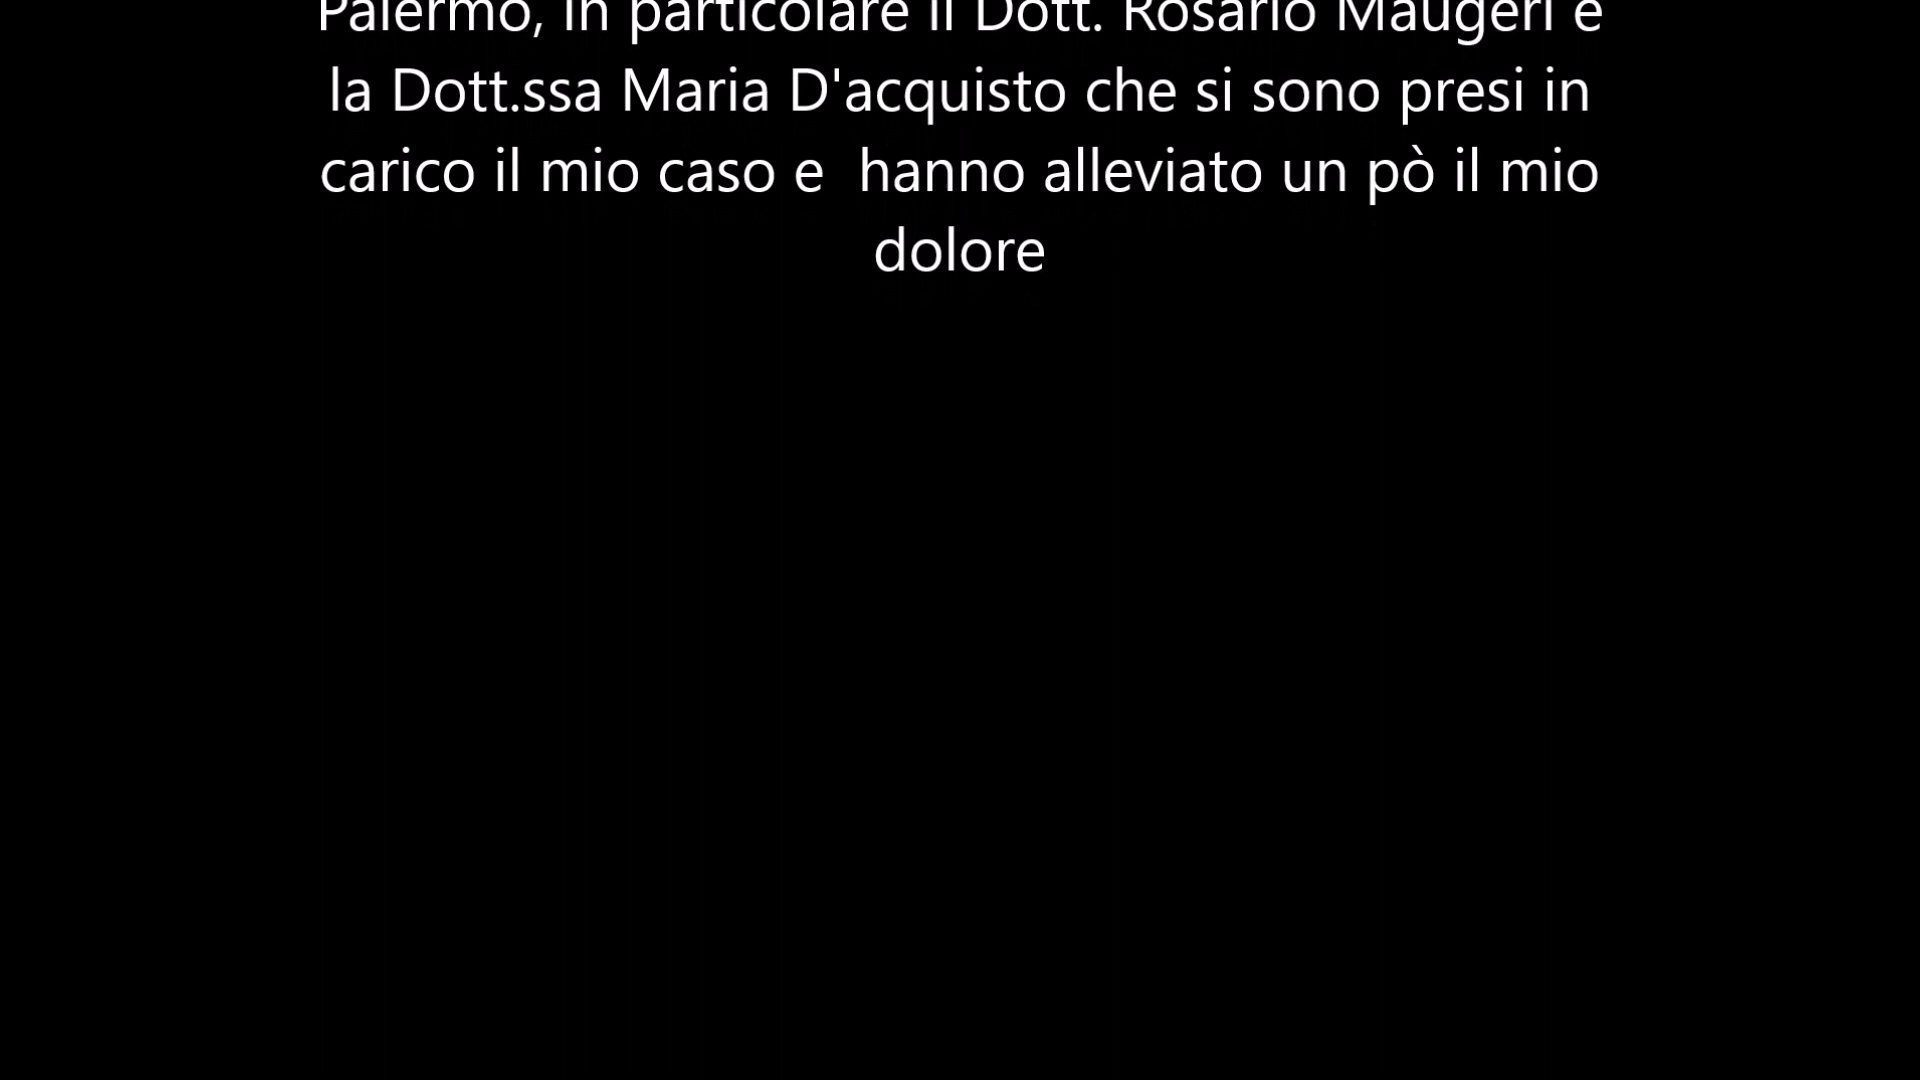 Palermo, in particolare il Dott. Rosario Maugeri e
la Dott.ssa Maria D'acquisto che si sono presi in
carico il mio caso e  hanno alleviato un pò il mio
dolore